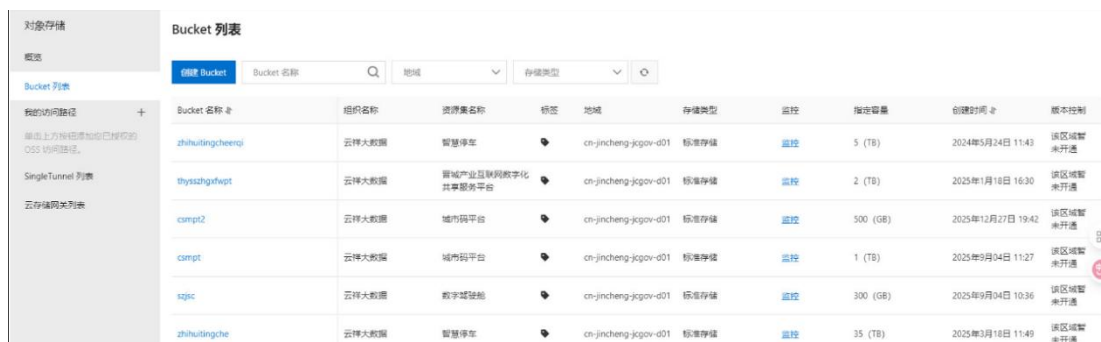 对象存储
概览
Bucket 列表
我的访问路径
单击上方按钮添加您已授权的
OSS 访问路径。
SingleTunnel 列表
云存储网关列表
Bucket 列表
创建 Bucket Bucket 名称 地域 存储类型
Bucket 名称 组织名称 资源集名称 标签 地域 存储类型 监控 指定容量 创建时间 版本控制
zhihuitingcheerqi 云祥大数据 智慧停车 cn-jincheng-jcgov-d01 标准存储 监控 5 (TB) 2024年5月24日 11:43 该区域暂
未开通
thysszhgxfwpt 云祥大数据 晋城产业互联网数字化
共享服务平台 cn-jincheng-jcgov-d01 标准存储 监控 2 (TB) 2025年1月18日 16:30 该区域暂
未开通
csmpt2 云祥大数据 城市码平台 cn-jincheng-jcgov-d01 标准存储 监控 500 (GB) 2025年12月27日 19:42 该区域暂
未开通
csmpt 云祥大数据 城市码平台 cn-jincheng-jcgov-d01 标准存储 监控 1 (TB) 2025年9月04日 11:27 该区域暂
未开通
szjsc 云祥大数据 数字驾驶舱 cn-jincheng-jcgov-d01 标准存储 监控 300 (GB) 2025年9月04日 10:36 该区域暂
未开通
zhihuitingche 云祥大数据 智慧停车 cn-jincheng-jcgov-d01 标准存储 监控 35 (TB) 2025年3月18日 11:49 该区域暂
未开通